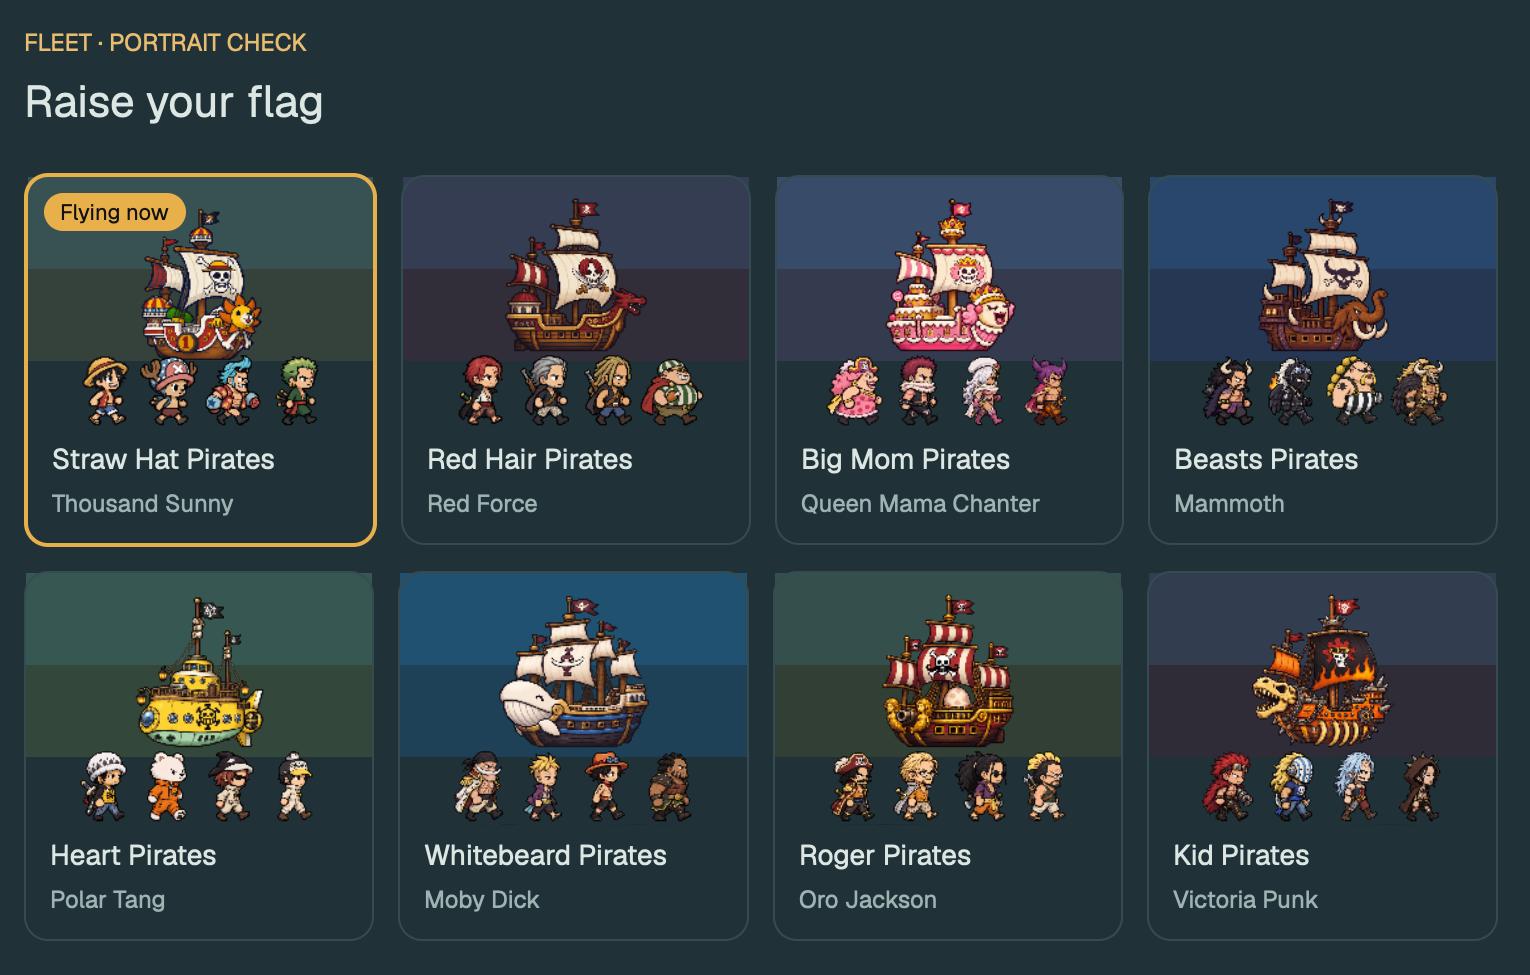 FLEET · PORTRAIT CHECK
Raise your flag
Flying now
1
Straw Hat Pirates
Thousand Sunny
Red Hair Pirates
Red Force
Big Mom Pirates
Queen Mama Chanter
Beasts Pirates
Mammoth
Heart Pirates
Polar Tang
Whitebeard Pirates
Moby Dick
Roger Pirates
Oro Jackson
Kid Pirates
Victoria Punk